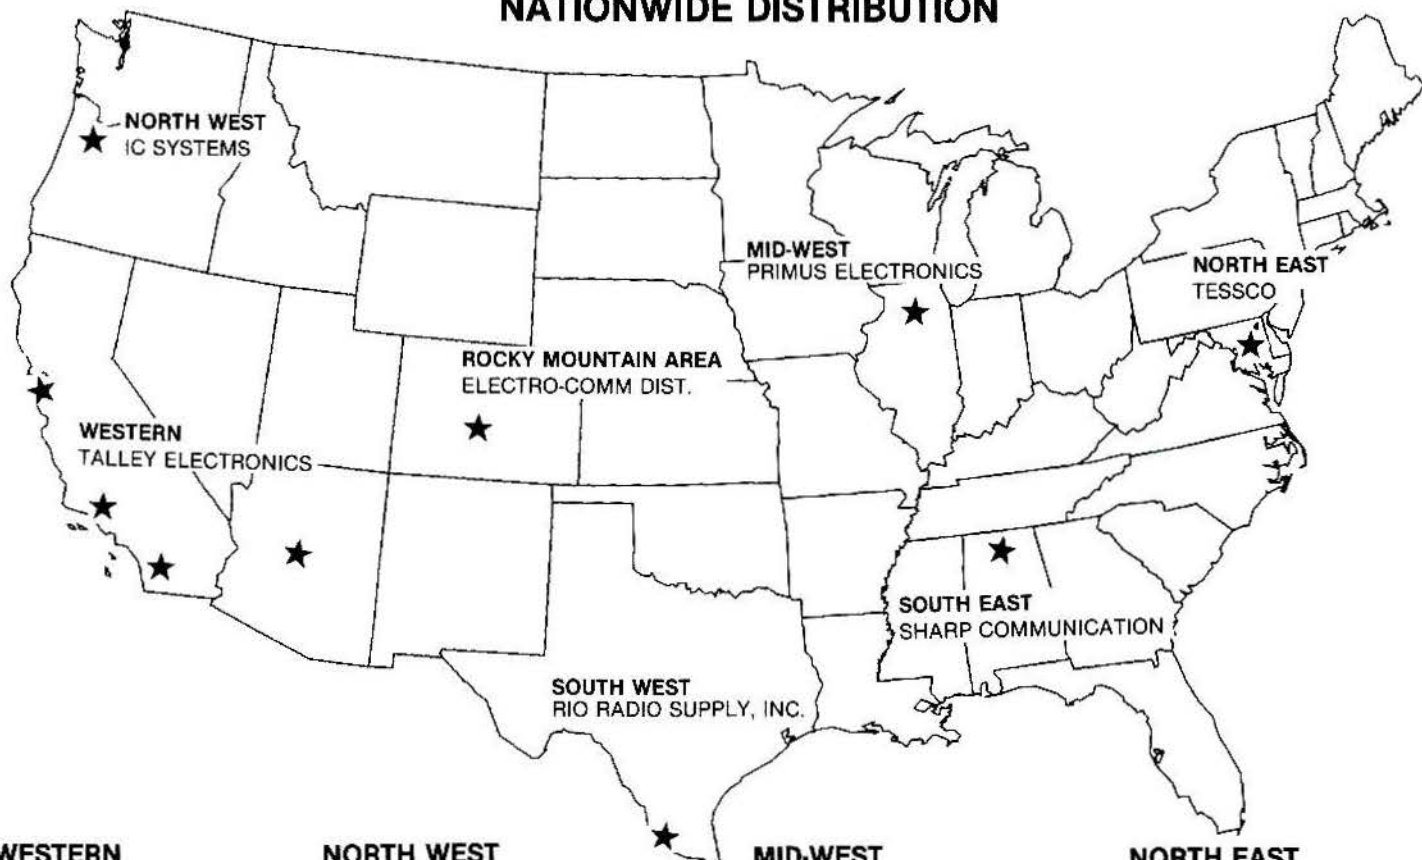 NATIONWIDE DISTRIBUTION
NORTH WEST
IC SYSTEMS
MID-WEST
PRIMUS ELECTRONICS
NORTH EAST
TESSCO
ROCKY MOUNTAIN AREA
ELECTRO-COMM DIST.
WESTERN
TALLEY ELECTRONICS
SOUTH EAST
SHARP COMMUNICATION
SOUTH WEST
RIO RADIO SUPPLY, INC.
WESTERN NORTH WEST MID-WEST NORTH EAST